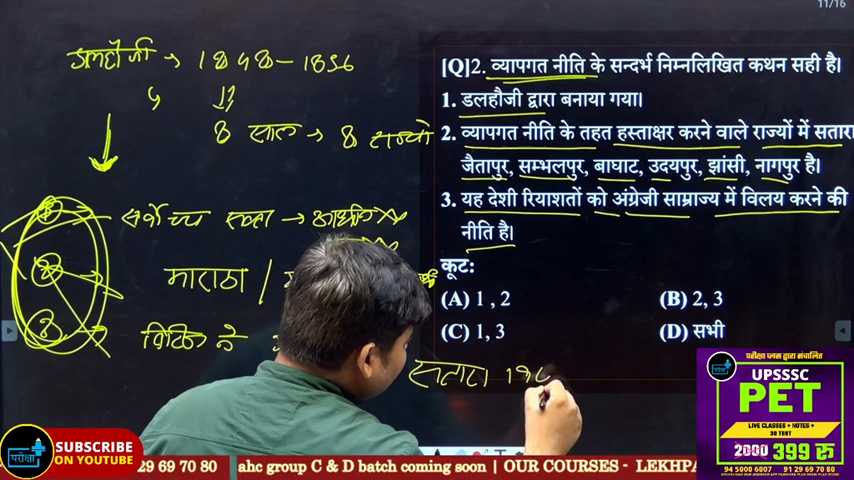 11/16
डलहौजी → 1848-1856
8 साल → 8 राज्यो
सर्वोच्च सत्ता →
माराठा /
ब्रिटिश ने
सतारा
[Q]2. व्यापगत नीति के सन्दर्भ निम्नलिखित कथन सही है।
1. डलहौजी द्वारा बनाया गया।
2. व्यापगत नीति के तहत हस्ताक्षर करने वाले राज्यों में सतारा
जैतापुर, सम्भलपुर, बाघाट, उदयपुर, झांसी, नागपुर है।
3. यह देशी रियाशतों को अंग्रेजी साम्राज्य में विलय करने की
नीति है।
कूटः
(A) 1 , 2
(B) 2, 3
(C) 1, 3
(D) सभी
परीक्षा प्लस द्वारा संचालित
UPSSSC
PET
LIVE CLASSES + NOTES +
30 TEST
2000 399 रु
94 5000 6007 91 29 69 70 80
परीक्षा
SUBSCRIBE
ON YOUTUBE
29 69 70 80 ahc group C & D batch coming soon | OUR COURSES - LEKHPA